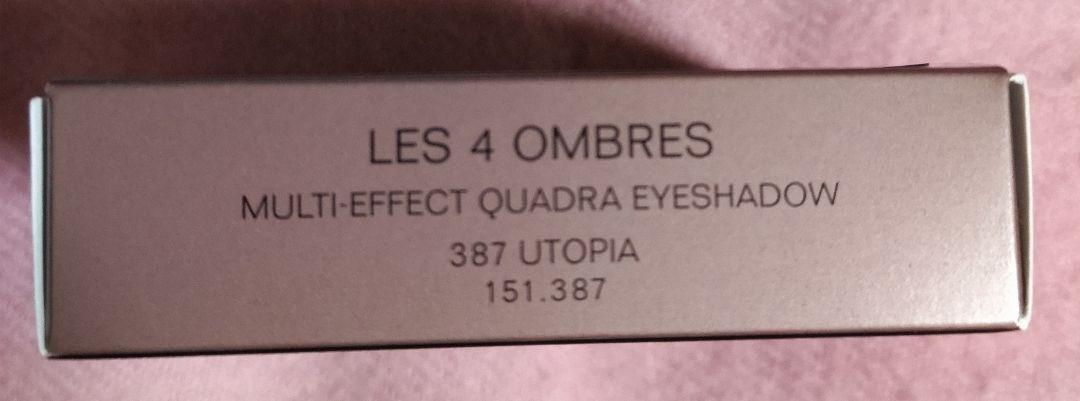 LES 4 OMBRES
MULTI-EFFECT QUADRA EYESHADOW
387 UTOPIA
151.387